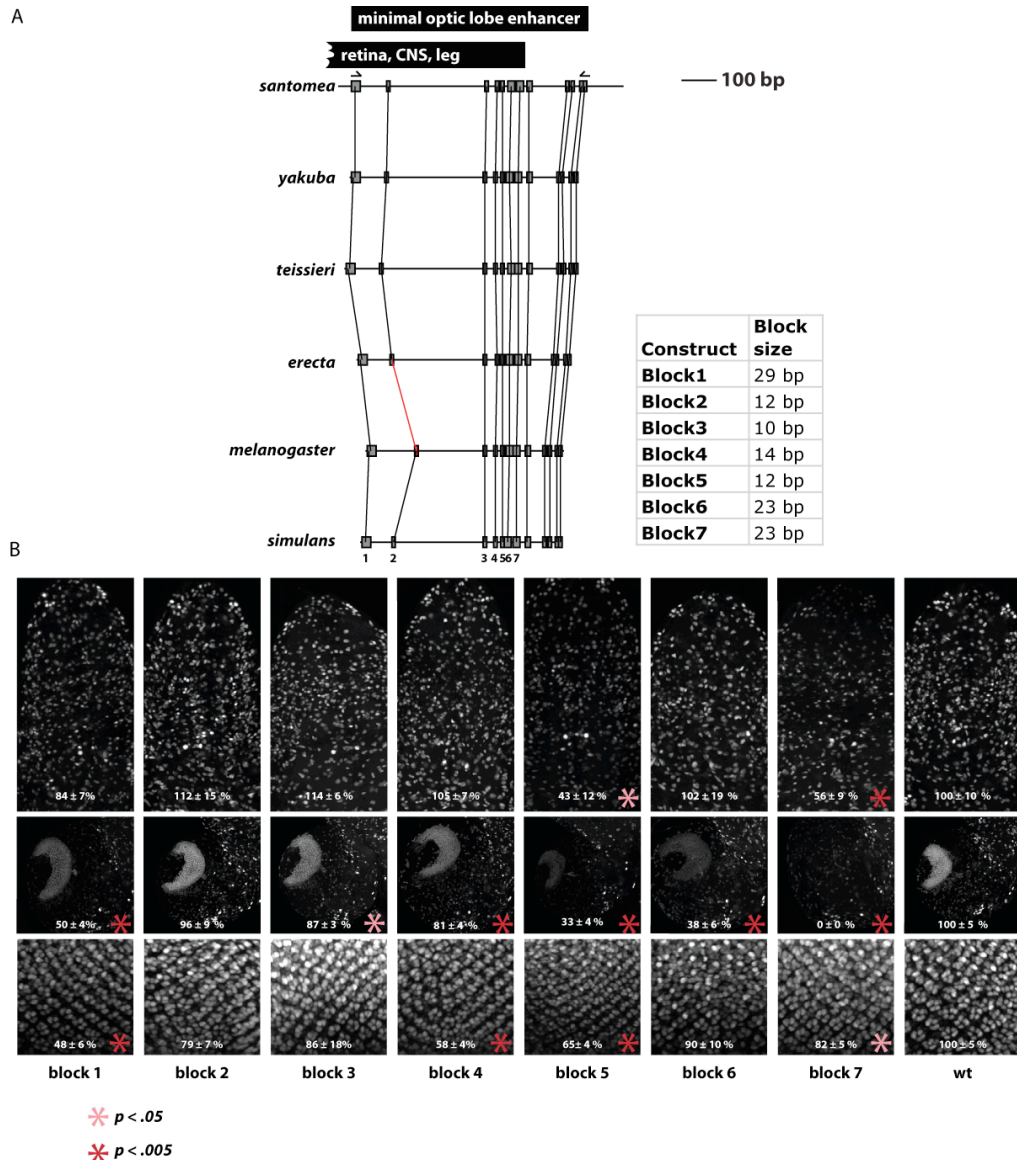 A
minimal optic lobe enhancer
retina, CNS, leg
santomea
100 bp
yakuba
teissieri
erecta
melanogaster
simulans
1 2 3 4 5 6 7
Construct Block size
Block1 29 bp
Block2 12 bp
Block3 10 bp
Block4 14 bp
Block5 12 bp
Block6 23 bp
Block7 23 bp
B
84 ± 7% 112 ± 15 % 114 ± 6 % 105 ± 7 % 43 ± 12 % 102 ± 19 % 56 ± 9 % 100 ± 10 %
50 ± 4% 96 ± 9 % 87 ± 3 % 81 ± 4 % 33 ± 4 % 38 ± 6 % 0 ± 0 % 100 ± 5 %
48 ± 6 % 79 ± 7 % 86 ± 18% 58 ± 4% 65 ± 4 % 90 ± 10 % 82 ± 5 % 100 ± 5 %
block 1 block 2 block 3 block 4 block 5 block 6 block 7 wt
p < .05
p < .005